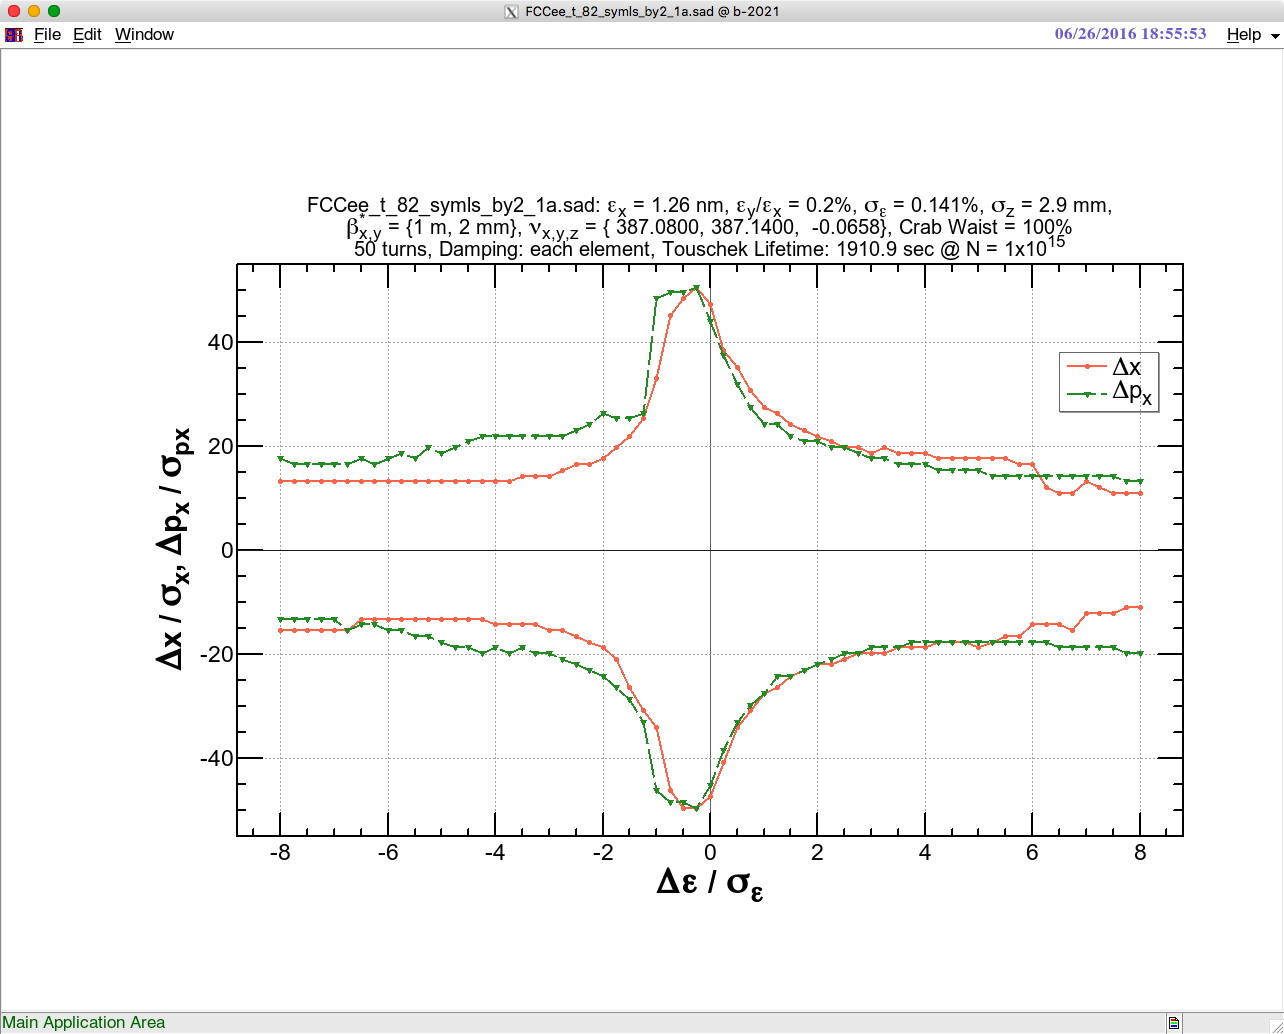 FCCee_t_82_symls_by2_1a.sad @ b-2021
File Edit Window 06/26/2016 18:55:53 Help
FCCee_t_82_symls_by2_1a.sad: εx = 1.26 nm, εy/εx = 0.2%, σε = 0.141%, σz = 2.9 mm,
β*x,y = {1 m, 2 mm}, νx,y,z = { 387.0800, 387.1400, -0.0658}, Crab Waist = 100%
50 turns, Damping: each element, Touschek Lifetime: 1910.9 sec @ N = 1x10^15
40
20
0
-20
-40
Δx / σx, Δpx / σpx
Δx
Δpx
-8 -6 -4 -2 0 2 4 6 8
Δε / σε
Main Application Area